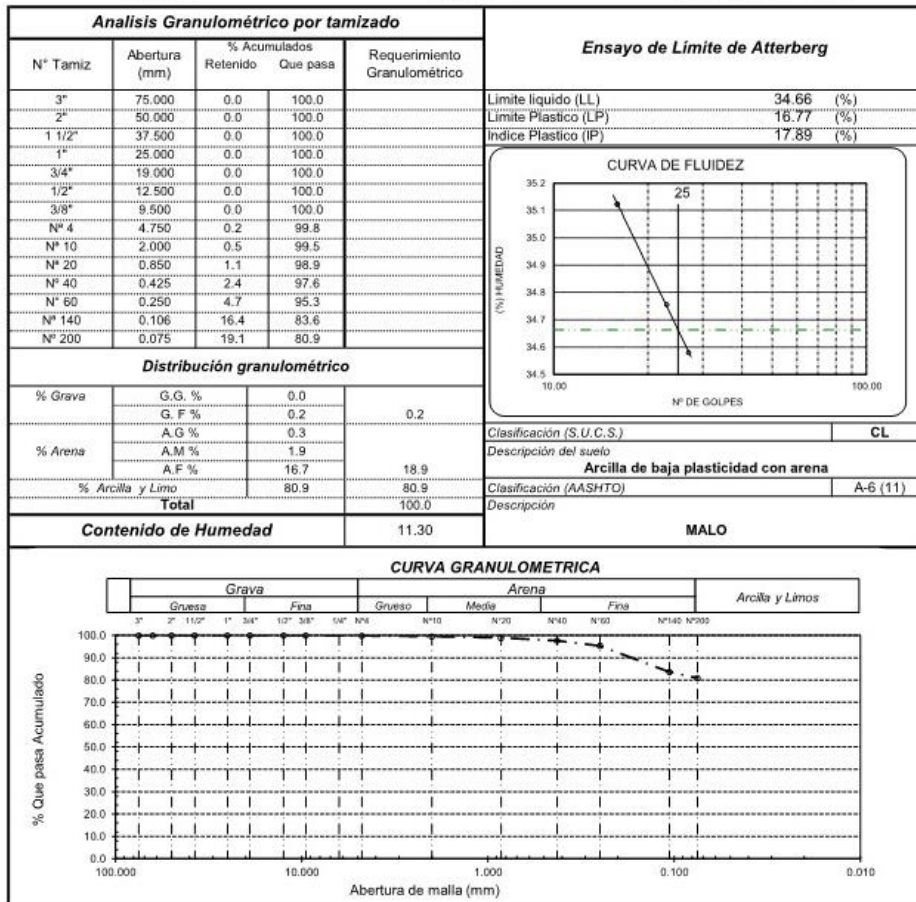 Analisis Granulométrico por tamizado
N° Tamiz Abertura (mm) % Acumulados Retenido Que pasa Requerimiento Granulométrico
3" 75.000 0.0 100.0
2" 50.000 0.0 100.0
1 1/2" 37.500 0.0 100.0
1" 25.000 0.0 100.0
3/4" 19.000 0.0 100.0
1/2" 12.500 0.0 100.0
3/8" 9.500 0.0 100.0
Nª 4 4.750 0.2 99.8
Nª 10 2.000 0.5 99.5
Nª 20 0.850 1.1 98.9
Nº 40 0.425 2.4 97.6
N° 60 0.250 4.7 95.3
Nª 140 0.106 16.4 83.6
Nº 200 0.075 19.1 80.9
Distribución granulométrico
% Grava G.G. % 0.0
G. F % 0.2 0.2
A.G % 0.3
% Arena A.M % 1.9
A.F % 16.7 18.9
% Arcilla y Limo 80.9 80.9
Total 100.0
Contenido de Humedad 11.30
Ensayo de Límite de Atterberg
Limite liquido (LL) 34.66 (%)
Limite Plastico (LP) 16.77 (%)
Indice Plastico (IP) 17.89 (%)
CURVA DE FLUIDEZ
25
(%) HUMEDAD
35.2
35.1
35.0
34.9
34.8
34.7
34.6
34.5
10.00 100.00
Nº DE GOLPES
Clasificación (S.U.C.S.) CL
Descripción del suelo
Arcilla de baja plasticidad con arena
Clasificación (AASHTO) A-6 (11)
Descripción
MALO
CURVA GRANULOMETRICA
Grava Arena Arcilla y Limos
Gruesa Fina Grueso Media Fina
3" 2" 11/2" 1" 3/4" 1/2" 3/8" 1/4" N°4 N°10 N°20 N°40 N°60 N°140 N°200
% Que pasa Acumulado
100.0
90.0
80.0
70.0
60.0
50.0
40.0
30.0
20.0
10.0
0.0
100.000 10.000 1.000 0.100 0.010
Abertura de malla (mm)